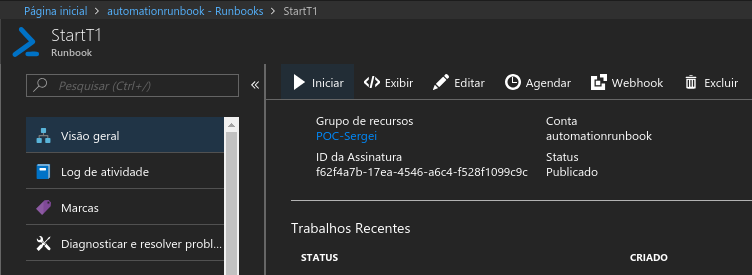 Página inicial > automationrunbook - Runbooks > StartT1
StartT1
Runbook
Pesquisar (Ctrl+/)
«
Visão geral
Log de atividade
Marcas
Diagnosticar e resolver probl...
Iniciar </> Exibir Editar Agendar Webhook Excluir
Grupo de recursos Conta
POC-Sergei automationrunbook
ID da Assinatura Status
f62f4a7b-17ea-4546-a6c4-f528f1099c9c Publicado
Trabalhos Recentes
STATUS CRIADO